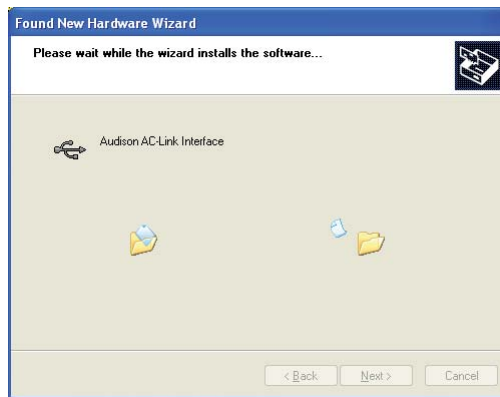 Found New Hardware Wizard
Please wait while the wizard installs the software...
Audison AC-Link Interface
< Back
Next >
Cancel